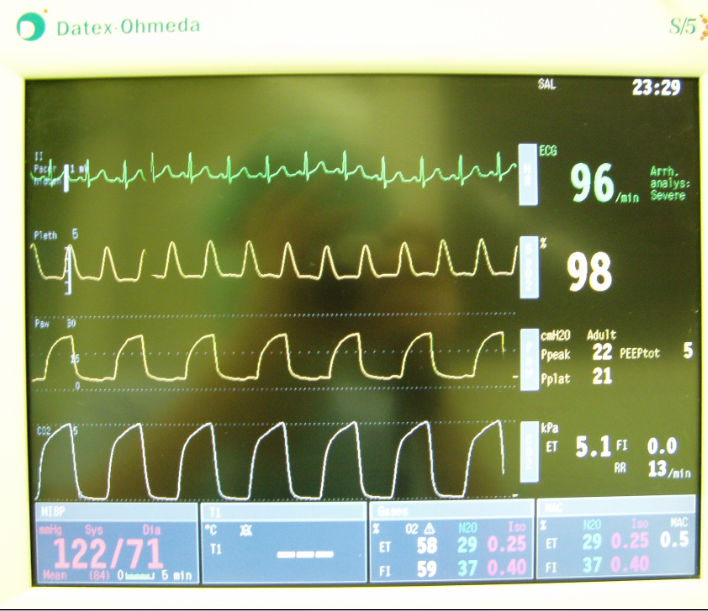 Datex-Ohmeda
S/5
SAL 23:29
II
1 mV
ECG
96 /min
Arrh.
analys:
Severe
Pleth 5
%
98
Paw 30
15
0
cmH2O Adult
Ppeak 22 PEEPtot 5
Pplat 21
CO2 5
kPa
ET 5.1 FI 0.0
RR 13/min
NIBP
mmHg Sys Dia
122/71
Mean (84) 0 5 min
T1
°C
T1 ---
Gases
% O2 N2O Iso
ET 58 29 0.25
FI 59 37 0.40
MAC
% N2O Iso MAC
ET 29 0.25 0.5
FI 37 0.40